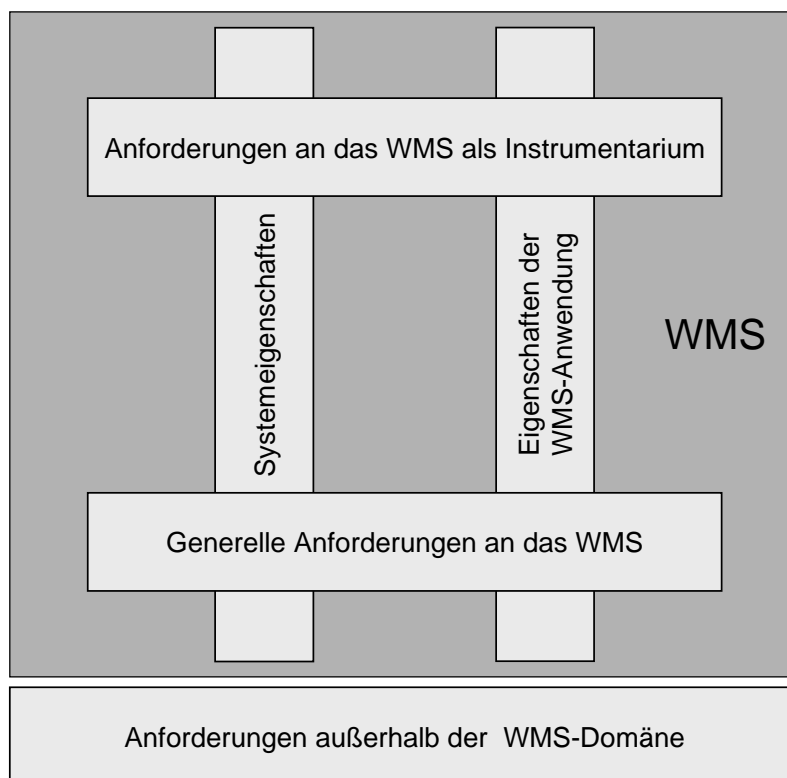 Anforderungen an das WMS als Instrumentarium
Systemeigenschaften
Eigenschaften der
WMS-Anwendung
WMS
Generelle Anforderungen an das WMS
Anforderungen außerhalb der WMS-Domäne